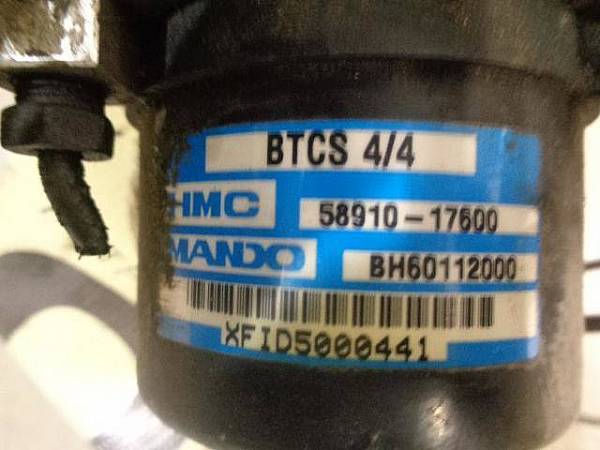 BTCS 4/4
HMC 58910-17600
MANDO BH60112000
XFID5000441